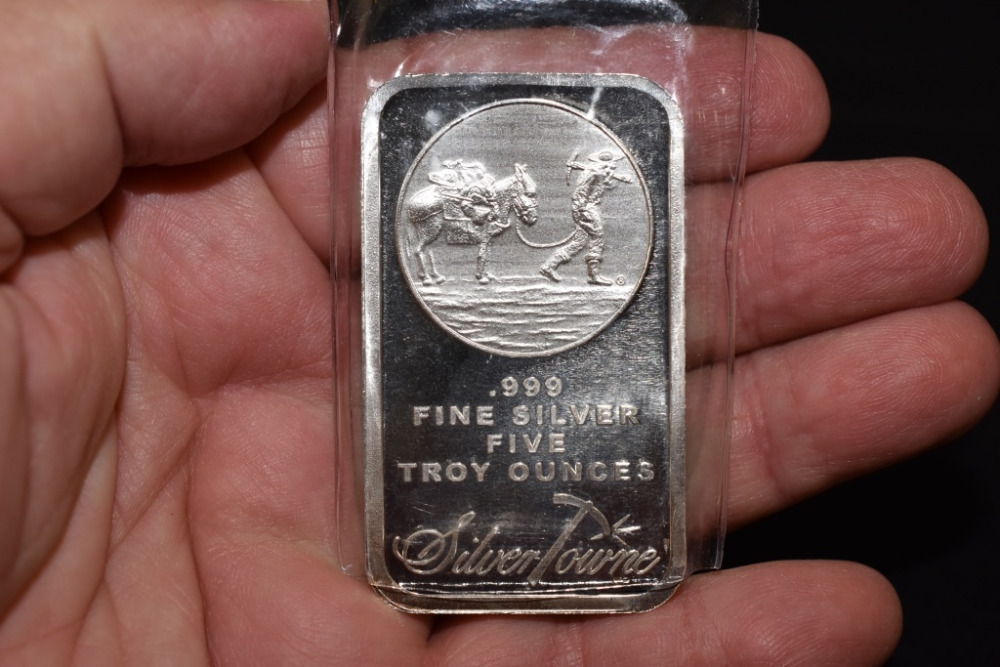 .999
FINE SILVER
FIVE
TROY OUNCES
SilverTowne